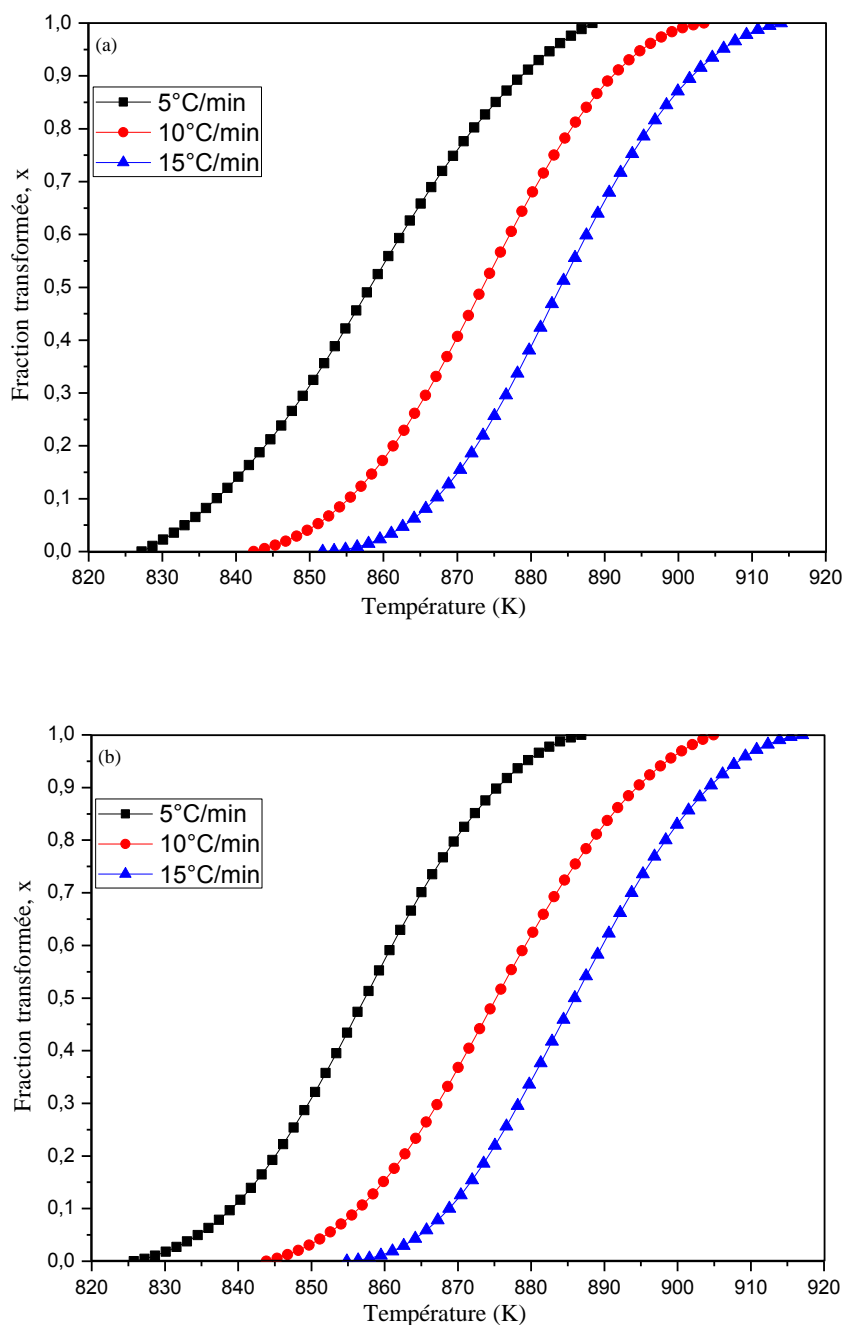 (a)
5°C/min
10°C/min
15°C/min
Fraction transformée, x
1,0
0,9
0,8
0,7
0,6
0,5
0,4
0,3
0,2
0,1
0,0
820 830 840 850 860 870 880 890 900 910 920
Température (K)
(b)
5°C/min
10°C/min
15°C/min
Fraction transformée, x
1,0
0,9
0,8
0,7
0,6
0,5
0,4
0,3
0,2
0,1
0,0
820 830 840 850 860 870 880 890 900 910 920
Température (K)